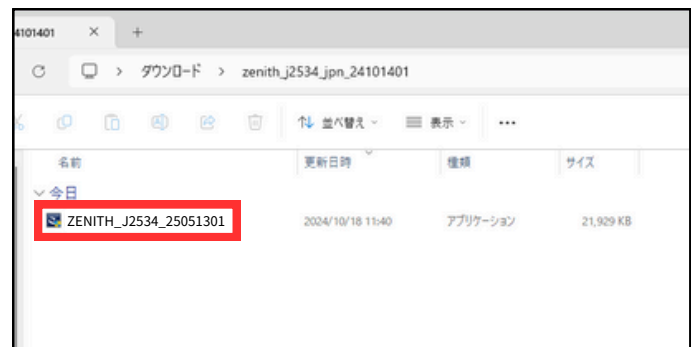 4101401
ダウンロード > zenith_j2534_jpn_24101401
並べ替え 表示 ...
名前 更新日時 種類 サイズ
今日
ZENITH_J2534_25051301 2024/10/18 11:40 アプリケーション 21,929 KB